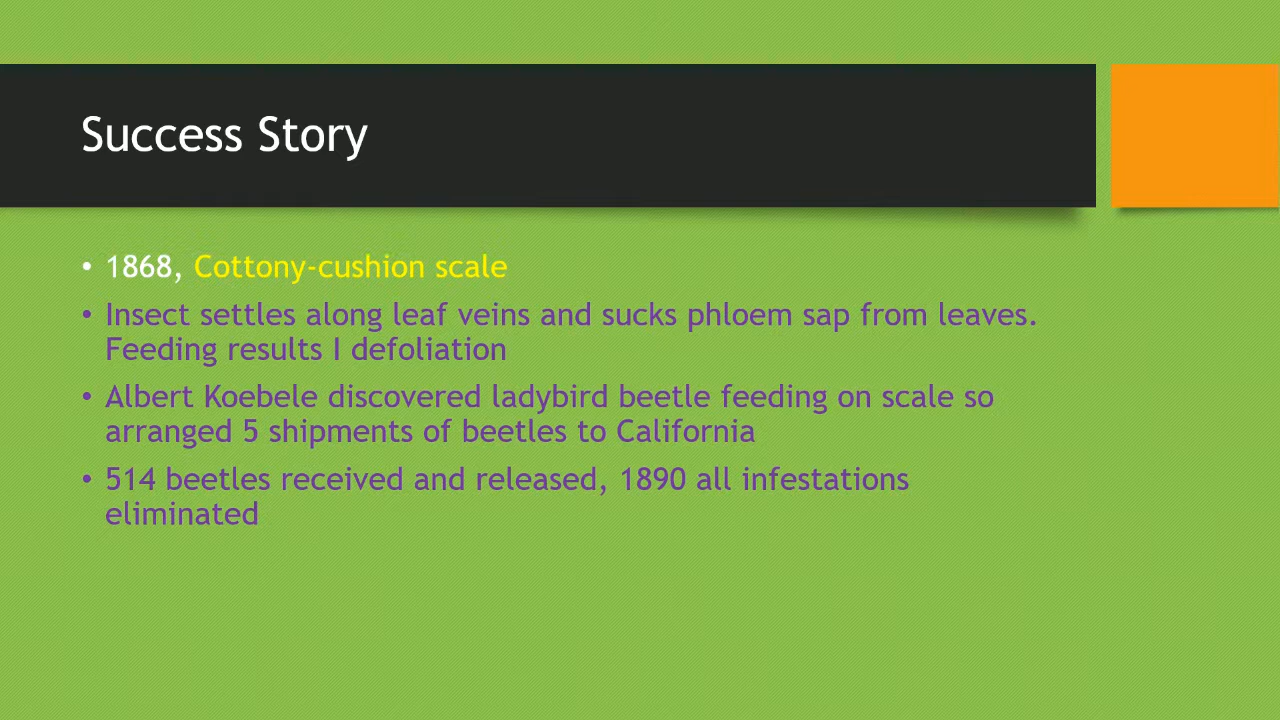 Success Story
• 1868, Cottony-cushion scale
• Insect settles along leaf veins and sucks phloem sap from leaves.
Feeding results I defoliation
• Albert Koebele discovered ladybird beetle feeding on scale so
arranged 5 shipments of beetles to California
• 514 beetles received and released, 1890 all infestations
eliminated